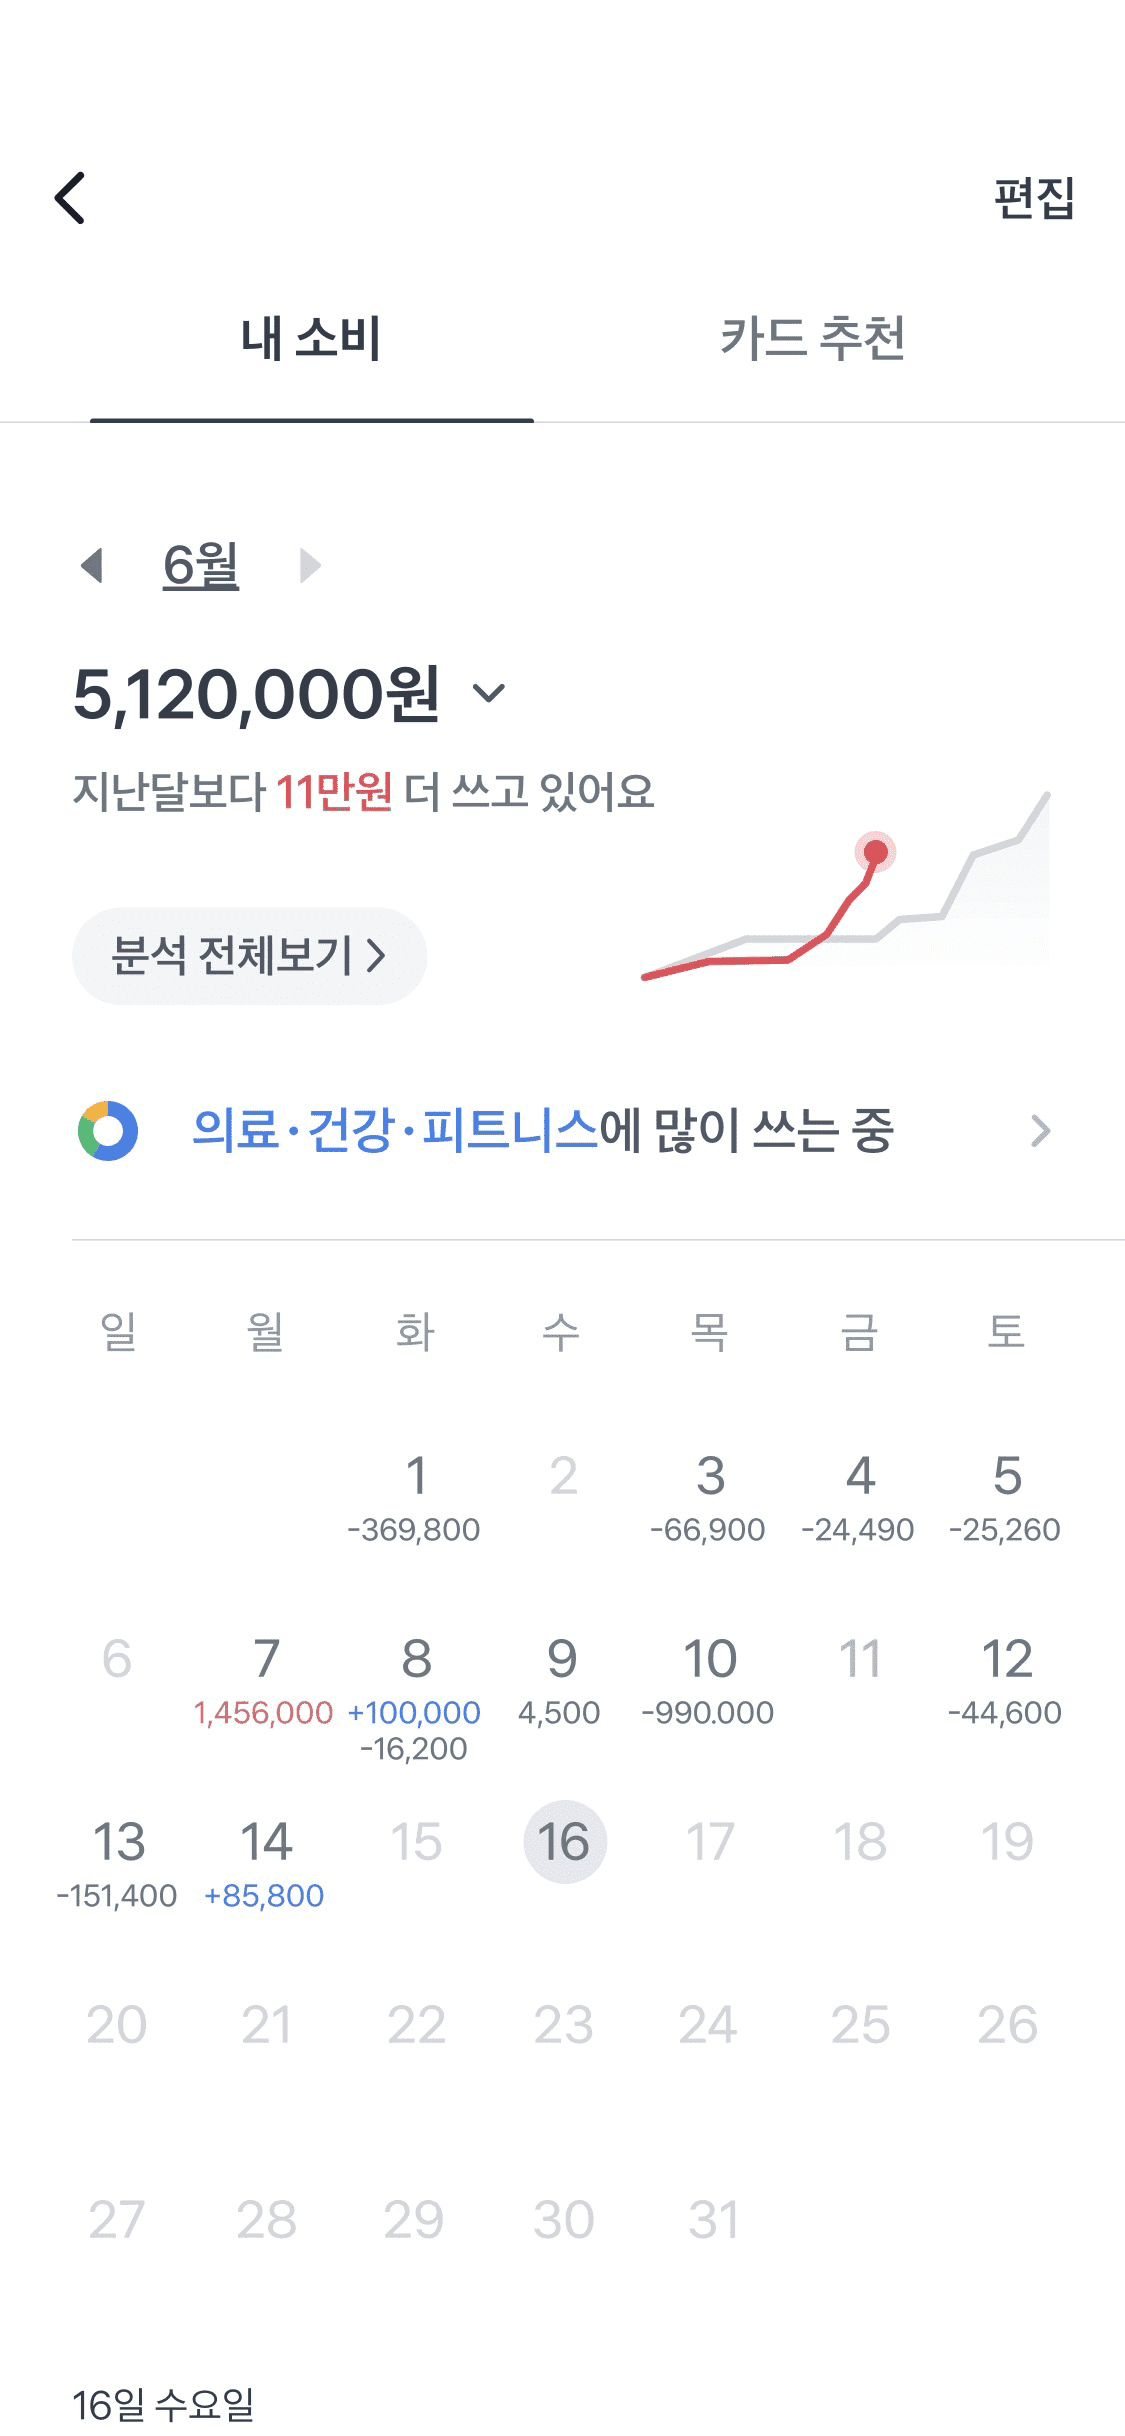 편집
내 소비 카드 추천
6월
5,120,000원
지난달보다 11만원 더 쓰고 있어요
분석 전체보기
의료·건강·피트니스에 많이 쓰는 중
일 월 화 수 목 금 토
1 2 3 4 5
-369,800 -66,900 -24,490 -25,260
6 7 8 9 10 11 12
1,456,000 +100,000 4,500 -990.000 -44,600
-16,200
13 14 15 16 17 18 19
-151,400 +85,800
20 21 22 23 24 25 26
27 28 29 30 31
16일 수요일